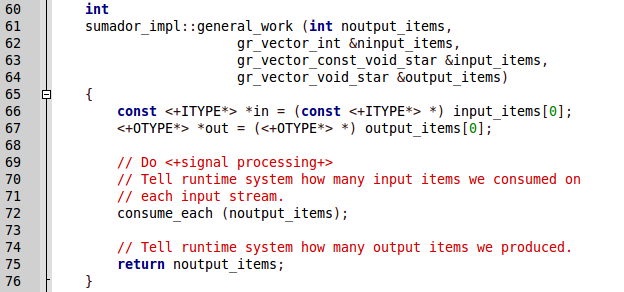 60 int
61 sumador_impl::general_work (int noutput_items,
62 gr_vector_int &ninput_items,
63 gr_vector_const_void_star &input_items,
64 gr_vector_void_star &output_items)
65 {
66 const <+ITYPE*> *in = (const <+ITYPE*> *) input_items[0];
67 <+OTYPE*> *out = (<+OTYPE*> *) output_items[0];
68
69 // Do <+signal processing+>
70 // Tell runtime system how many input items we consumed on
71 // each input stream.
72 consume_each (noutput_items);
73
74 // Tell runtime system how many output items we produced.
75 return noutput_items;
76 }